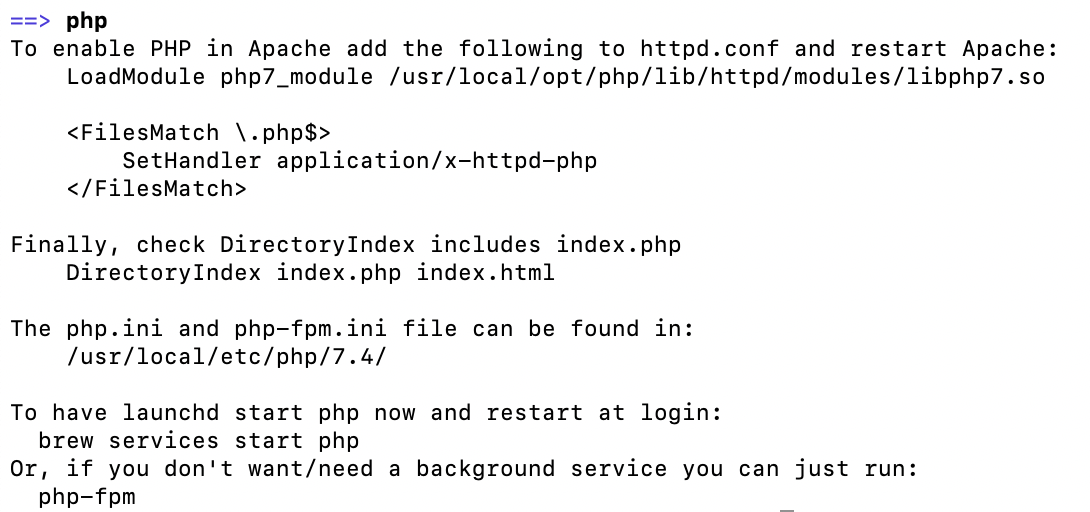 ==> php
To enable PHP in Apache add the following to httpd.conf and restart Apache:
    LoadModule php7_module /usr/local/opt/php/lib/httpd/modules/libphp7.so

    <FilesMatch \.php$>
        SetHandler application/x-httpd-php
    </FilesMatch>

Finally, check DirectoryIndex includes index.php
    DirectoryIndex index.php index.html

The php.ini and php-fpm.ini file can be found in:
    /usr/local/etc/php/7.4/

To have launchd start php now and restart at login:
  brew services start php
Or, if you don't want/need a background service you can just run:
  php-fpm